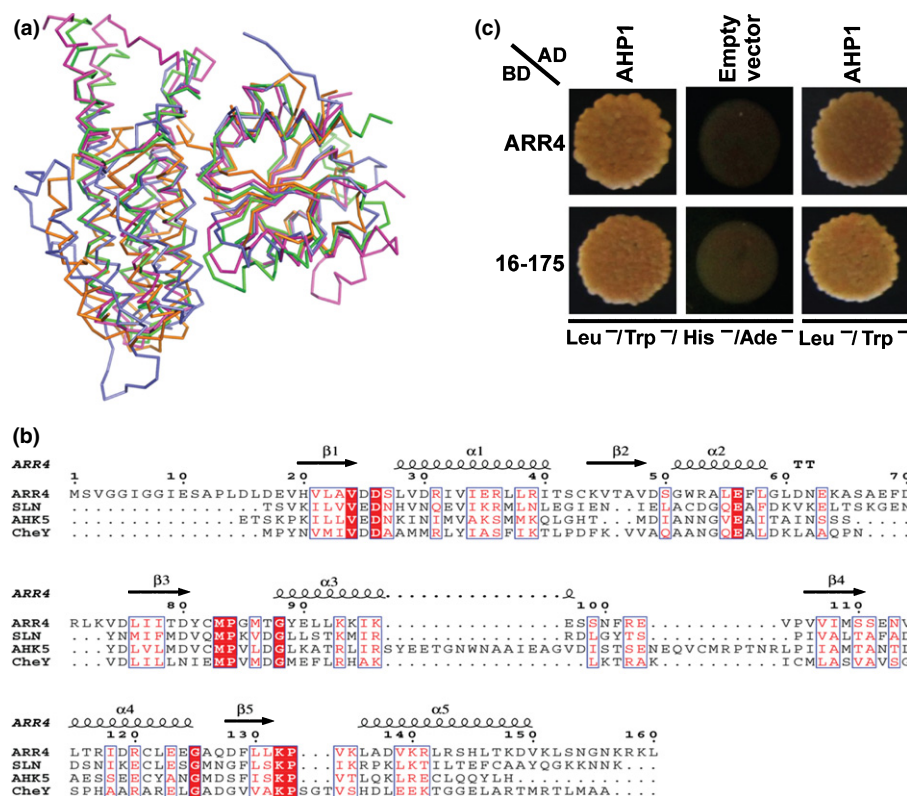 (a)
(c)
AD
BD
AHP1
Empty vector
AHP1
ARR4
16-175
Leu ⁻/Trp ⁻/ His ⁻/Ade ⁻
Leu ⁻/Trp ⁻
(b)
β1 α1 β2 α2
ARR4 TT
1 10 20 30 40 50 60 70
ARR4 MSVGGIGGIESAPLDLDEVHVLAVDDSLVDRIVIERLLRITSCKVTAVDSGWRALEFLGLDNEKASAEFD
SLN ................TSVKILVVEDNHVNQEVIKRMLNLEGIEN..IELACDGQEAFDKVKELTSKGEN
AHK5 ..............ETSKPKILLVEDNKINIMVAKSMMKQLGHT...MDIANNGVEAITAINSSS.....
CheY ................MPYNVMIVDDAAMMRLYIASFIKTLPDFK.VVAQAANGQEALDKLAAQPN....
β3 α3 β4
ARR4
80 90 100 110
ARR4 RLKVDLIITDYCMPGMTGYELLKKIK................ESSNFRE.............VPVVIMSSENV
SLN ..YNMIFMDVQMPKVDGLLSTKMIR................DLGYTS.............PIVALTAFAD
AHK5 ..YDLVLMDVCMPVLDGLKATRLIRSYEETGNWNAAIEAGVDISTSENEQVCMRPTNRLPIIAMTANTD
CheY ...VDLILLNIEMPVMDGMEFLRHAK................LKTRAK............ICMLASVAVSG
α4 β5 α5
ARR4
120 130 140 150 160
ARR4 LTRIDRCLEEGAQDFLLKP...VKLADVKRLRSHLTKDVKLSNGNKRKL
SLN DSNIKECLESGMNGFLSKP...IKRPKLKTILTEFCAAYQGKKNNK...
AHK5 AESSEECYANGMDSFISKP...VTLQKLRECLQQYLH............
CheY SPHAARARELGADGVVAKPSGTVSHDLEEKTGGELARTMRTLMAA....